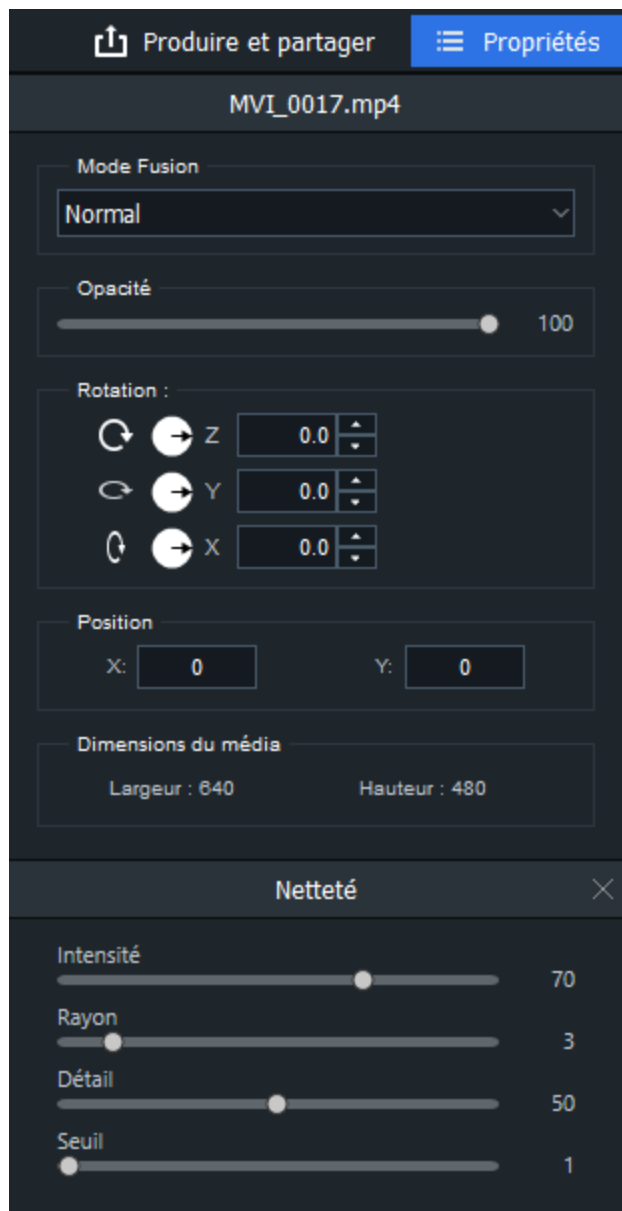 Produire et partager Propriétés
MVI_0017.mp4
Mode Fusion
Normal
Opacité
100
Rotation :
Z 0.0
Y 0.0
X 0.0
Position
X: 0 Y: 0
Dimensions du média
Largeur : 640 Hauteur : 480
Netteté
Intensité
70
Rayon
3
Détail
50
Seuil
1